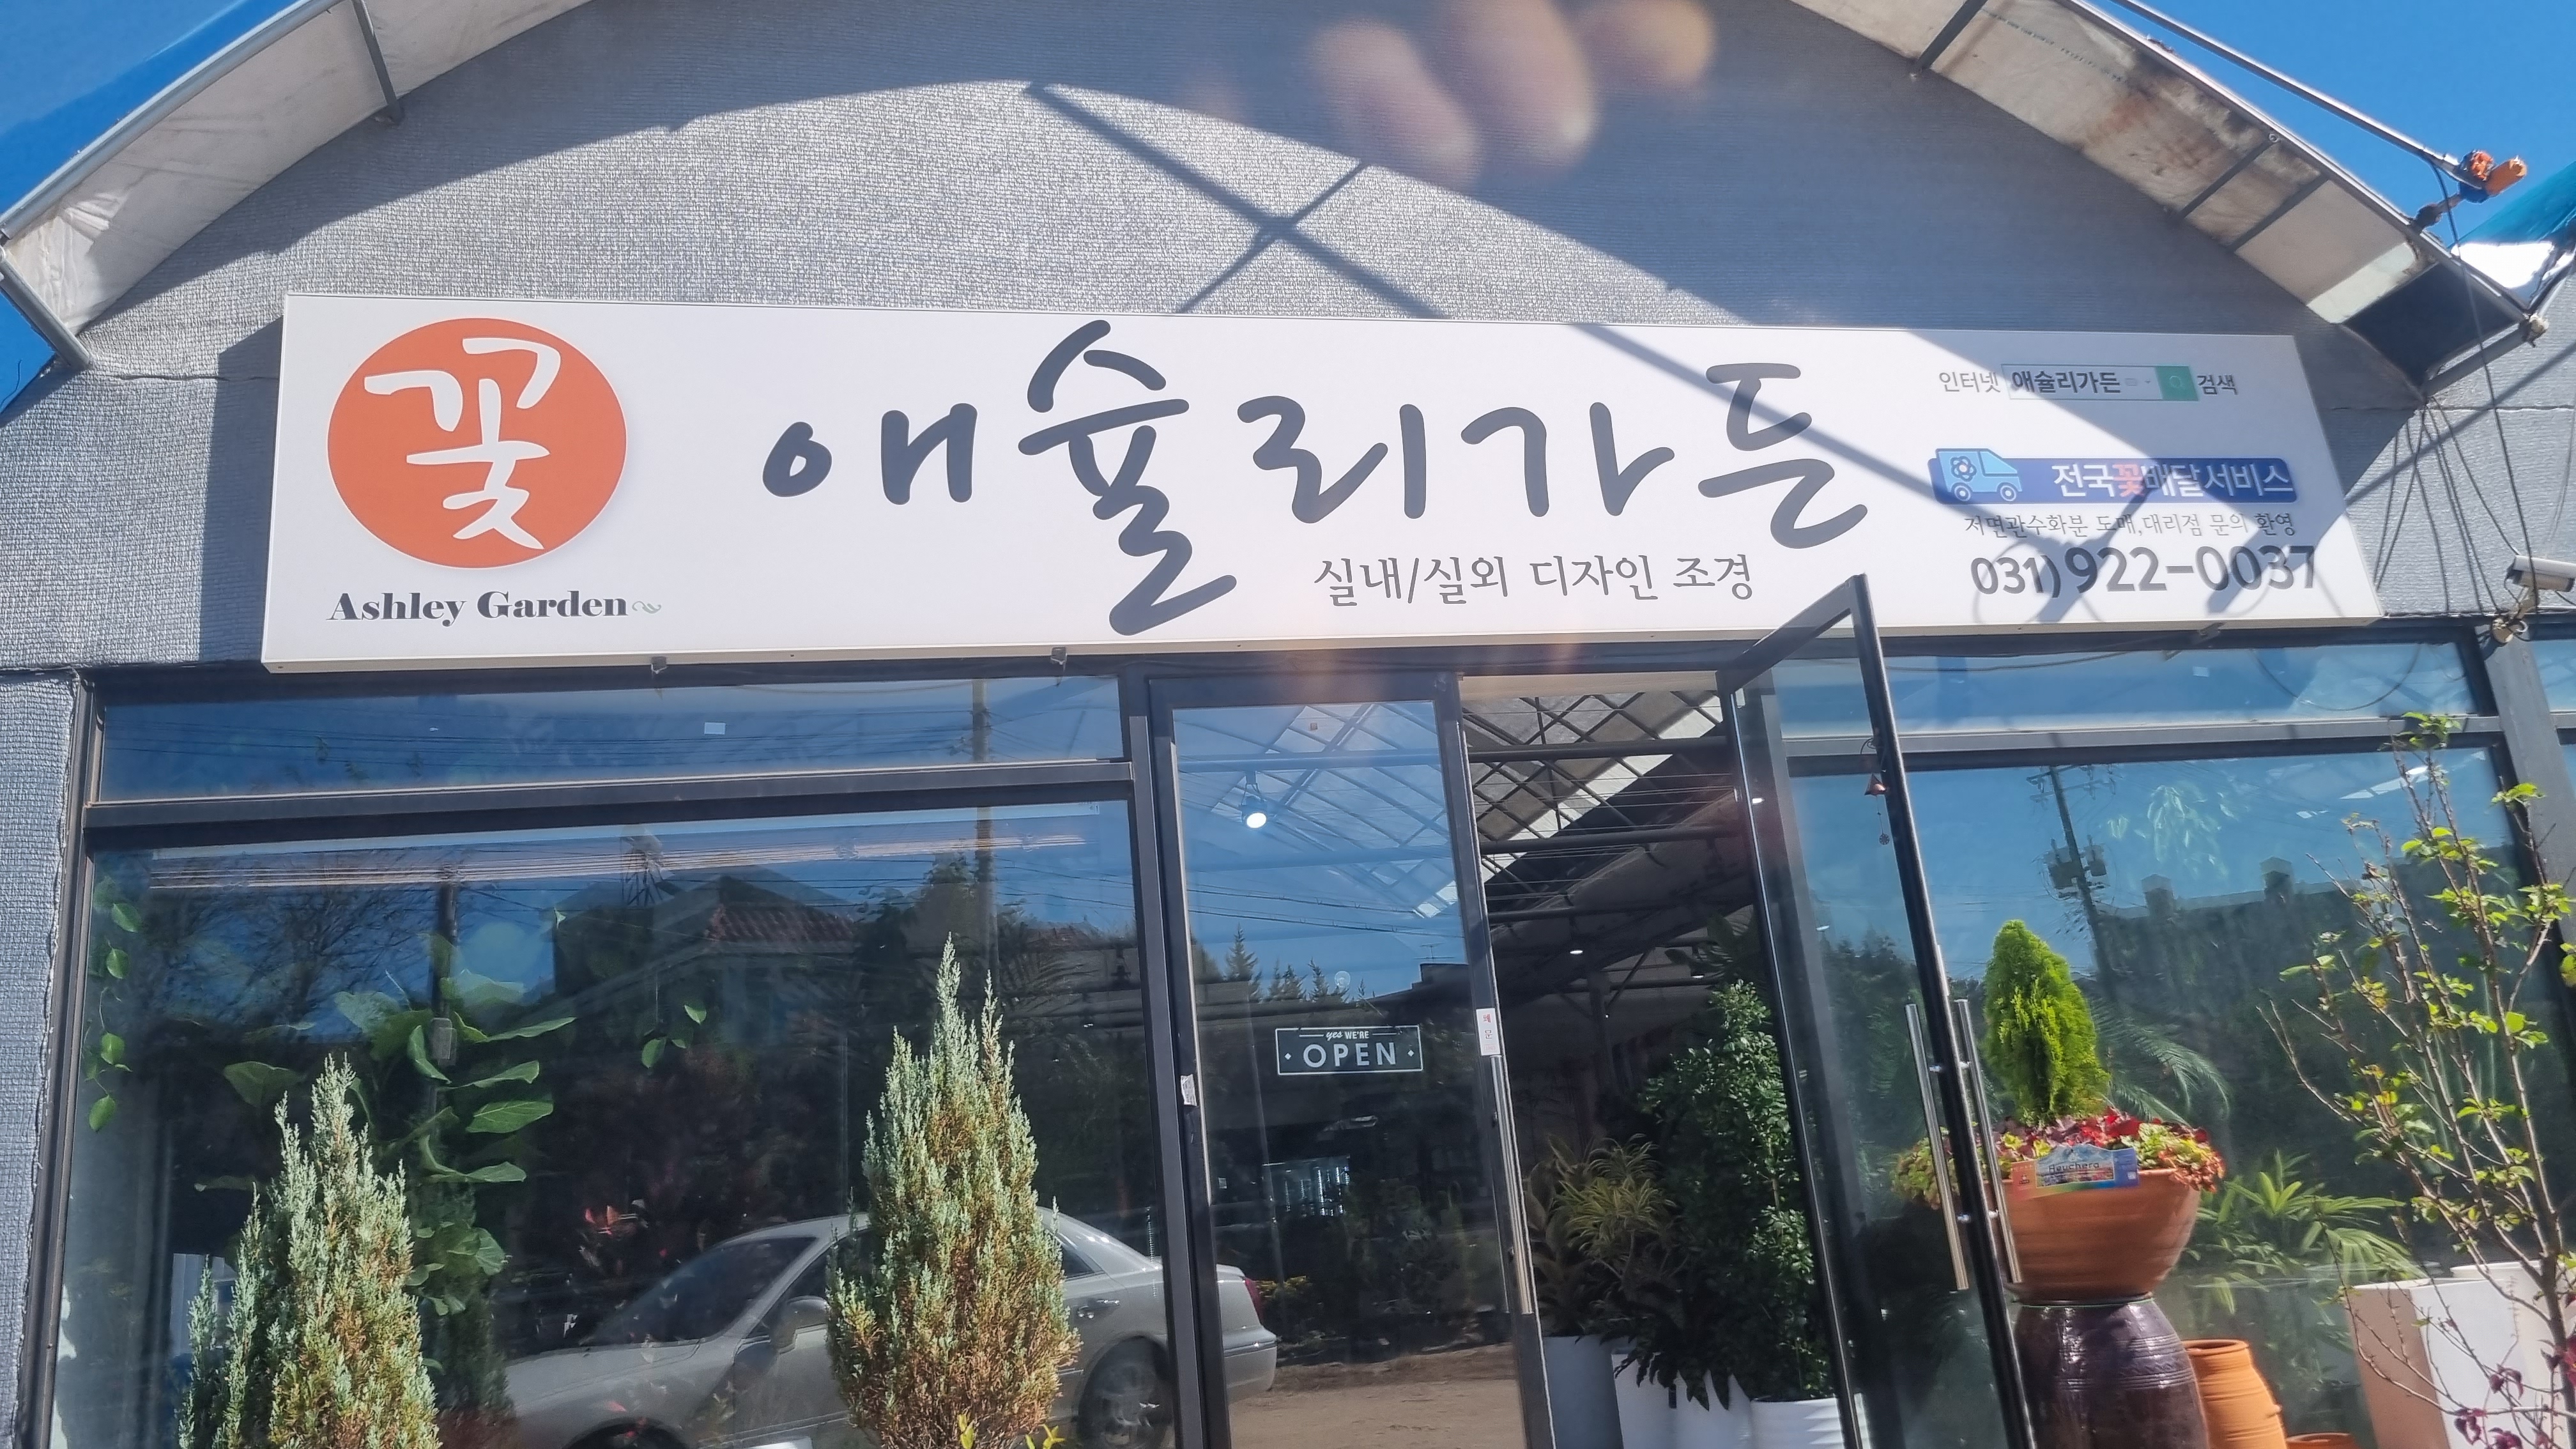 꽃
Ashley Garden
애슐리가든
실내/실외 디자인 조경
인터넷 애슐리가든 검색
전국꽃배달서비스
저면관수화분 도매,대리점 문의 환영
031)922-0037
yes WE'RE
OPEN
Heuchera